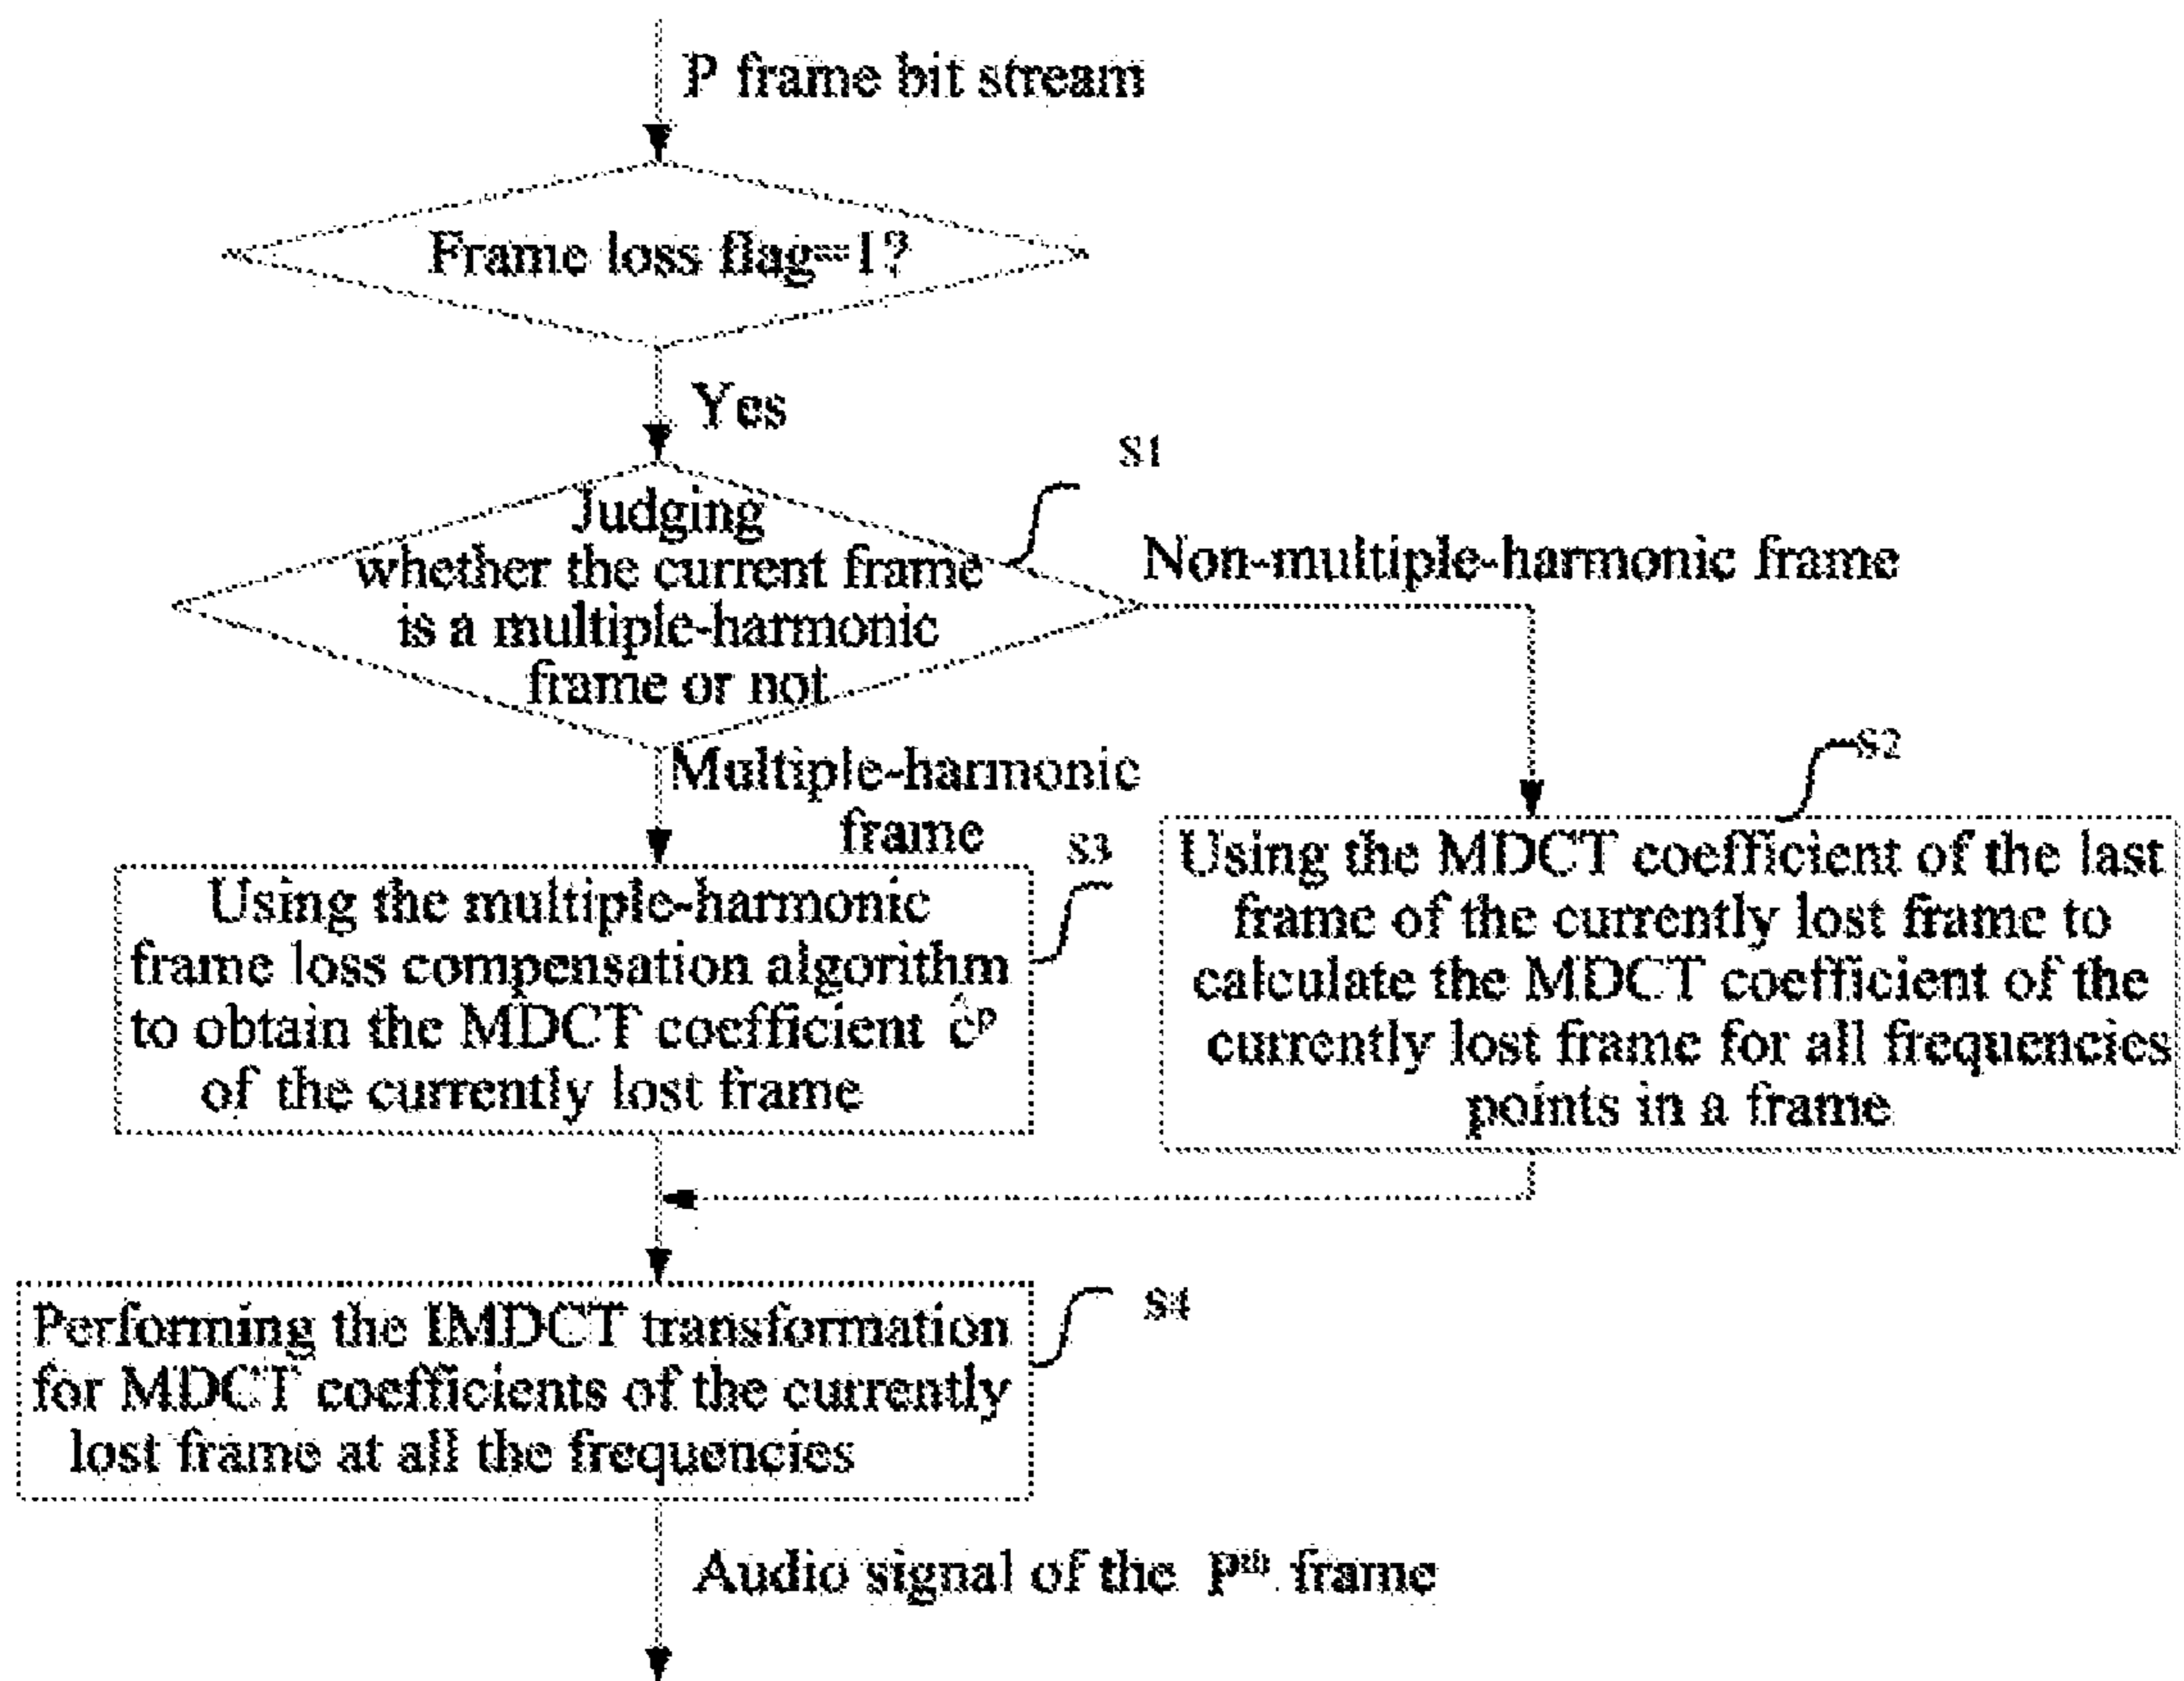 P frame bit stream
Frame loss flag=1?
Yes
S1
Judging
whether the current frame
is a multiple-harmonic
frame or not
Non-multiple-harmonic frame
Multiple-harmonic
frame
S2
S3
Using the multiple-harmonic
frame loss compensation algorithm
to obtain the MDCT coefficient ĉᵖ
of the currently lost frame
Using the MDCT coefficient of the last
frame of the currently lost frame to
calculate the MDCT coefficient of the
currently lost frame for all frequencies
points in a frame
Performing the IMDCT transformation
for MDCT coefficients of the currently
lost frame at all the frequencies
S4
Audio signal of the Pᵗʰ frame